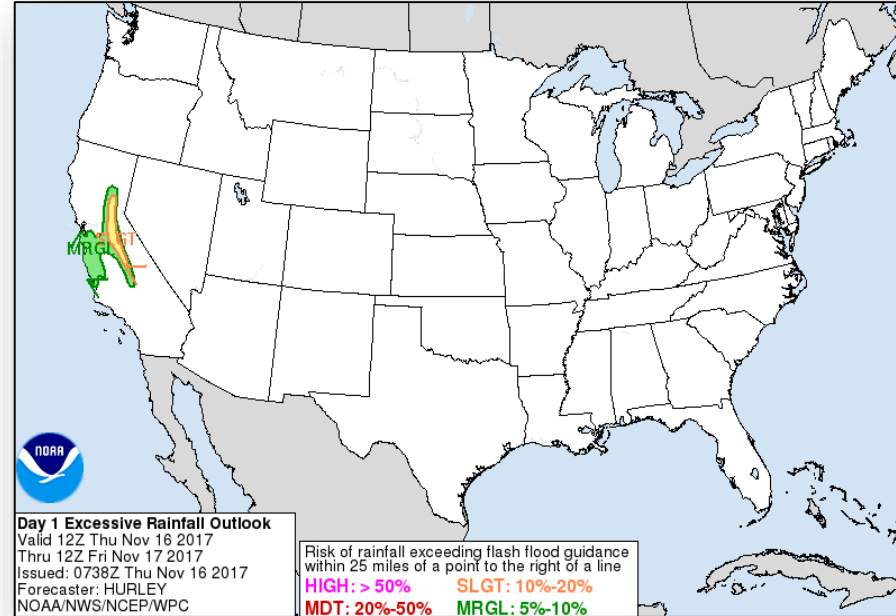 SLGT
MRGL
NOAA
Day 1 Excessive Rainfall Outlook
Valid 12Z Thu Nov 16 2017
Thru 12Z Fri Nov 17 2017
Issued: 0738Z Thu Nov 16 2017
Forecaster: HURLEY
NOAA/NWS/NCEP/WPC
Risk of rainfall exceeding flash flood guidance
within 25 miles of a point to the right of a line
HIGH: > 50% SLGT: 10%-20%
MDT: 20%-50% MRGL: 5%-10%